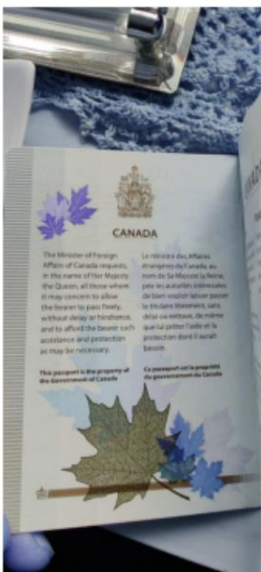 CANADA
The Minister of Foreign
Affairs of Canada requests,
in the name of Her Majesty
the Queen, all those whom
it may concern to allow
the bearer to pass freely,
without delay or hindrance,
and to afford the bearer such
assistance and protection
as may be necessary.
This passport is the property of
the Government of Canada
Le ministre des Affaires
étrangères du Canada, au
nom de Sa Majesté la Reine,
prie les autorités intéressées
de bien vouloir laisser passer
le titulaire librement, sans
délai ou entrave, de même
que lui prêter l'aide et la
protection dont il aurait
besoin.
Ce passeport est la propriété
du gouvernement du Canada